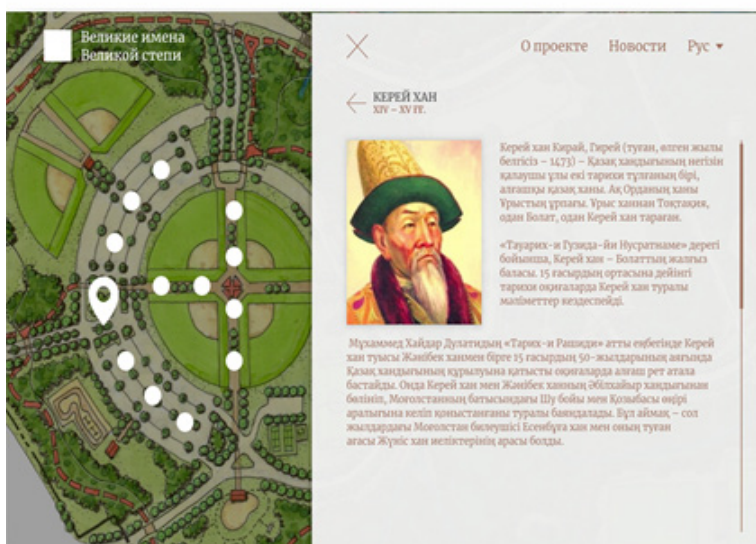 Великие имена
Великой степи
О проекте Новости Рус
КЕРЕЙ ХАН
XIV – XV ғғ.
Керей хан Кирай, Гирей (туған, өлген жылы
белгісіз – 1473) – Қазақ хандығының негізін
қалаушы ұлы екі тарихи тұлғаның бірі,
алғашқы қазақ ханы. Ақ Орданың ханы
Ұрыстың ұрпағы. Ұрыс ханнан Тоқтақия,
одан Болат, одан Керей хан тараған.
«Тауарих-и Гузида-йи Нусратнаме» дерегі
бойынша, Керей хан – Болаттың жалғыз
баласы. 15 ғасырдың ортасына дейінгі
тарихи оқиғаларда Керей хан туралы
мәліметтер кездеспейді.
Мұхаммед Хайдар Дулатидың «Тарих-и Рашиди» атты еңбегінде Керей
хан туысы Жәнібек ханмен бірге 15 ғасырдың 50-жылдарының аяғында
Қазақ хандығының құрылуына қатысты оқиғаларда алғаш рет атала
бастайды. Онда Керей хан мен Жәнібек ханның Әбілхайыр хандығынан
бөлініп, Моғолстанның батысындағы Шу бойы мен Қозыбасы өңірі
аралығына келіп қоныстанғаны туралы баяндалады. Бұл аймақ – сол
жылдардағы Моғолстан билеушісі Есенбұға хан мен оның туған
ағасы Жүніс хан иеліктерінің арасы болды.